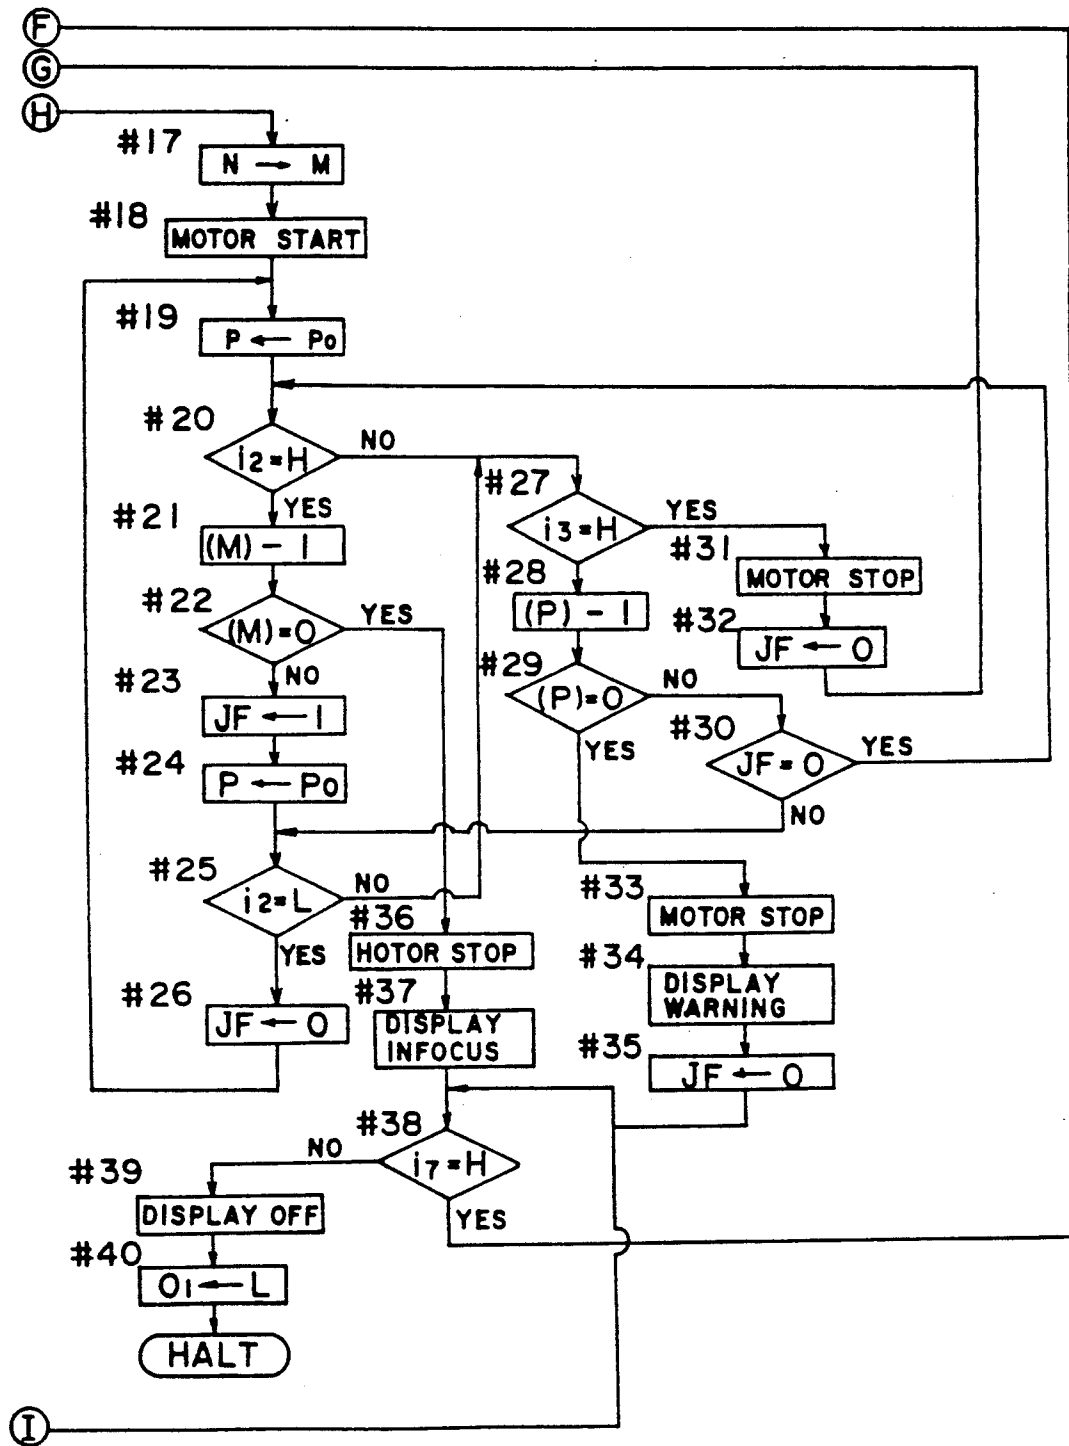 F
G
H
#17
N → M
#18
MOTOR START
#19
P ← Po
#20
i2=H
NO
YES
#21
(M) - 1
#22
(M)=0
YES
NO
#23
JF ← 1
#24
P ← Po
#25
i2=L
NO
YES
#26
JF ← 0
#27
i3=H
YES
#28
(P) - 1
#29
(P)=0
NO
YES
#30
JF=0
YES
NO
#31
MOTOR STOP
#32
JF ← 0
#33
MOTOR STOP
#34
DISPLAY
WARNING
#35
JF ← 0
#36
HOTOR STOP
#37
DISPLAY
INFOCUS
#38
i7=H
NO
YES
#39
DISPLAY OFF
#40
O1 ← L
HALT
I